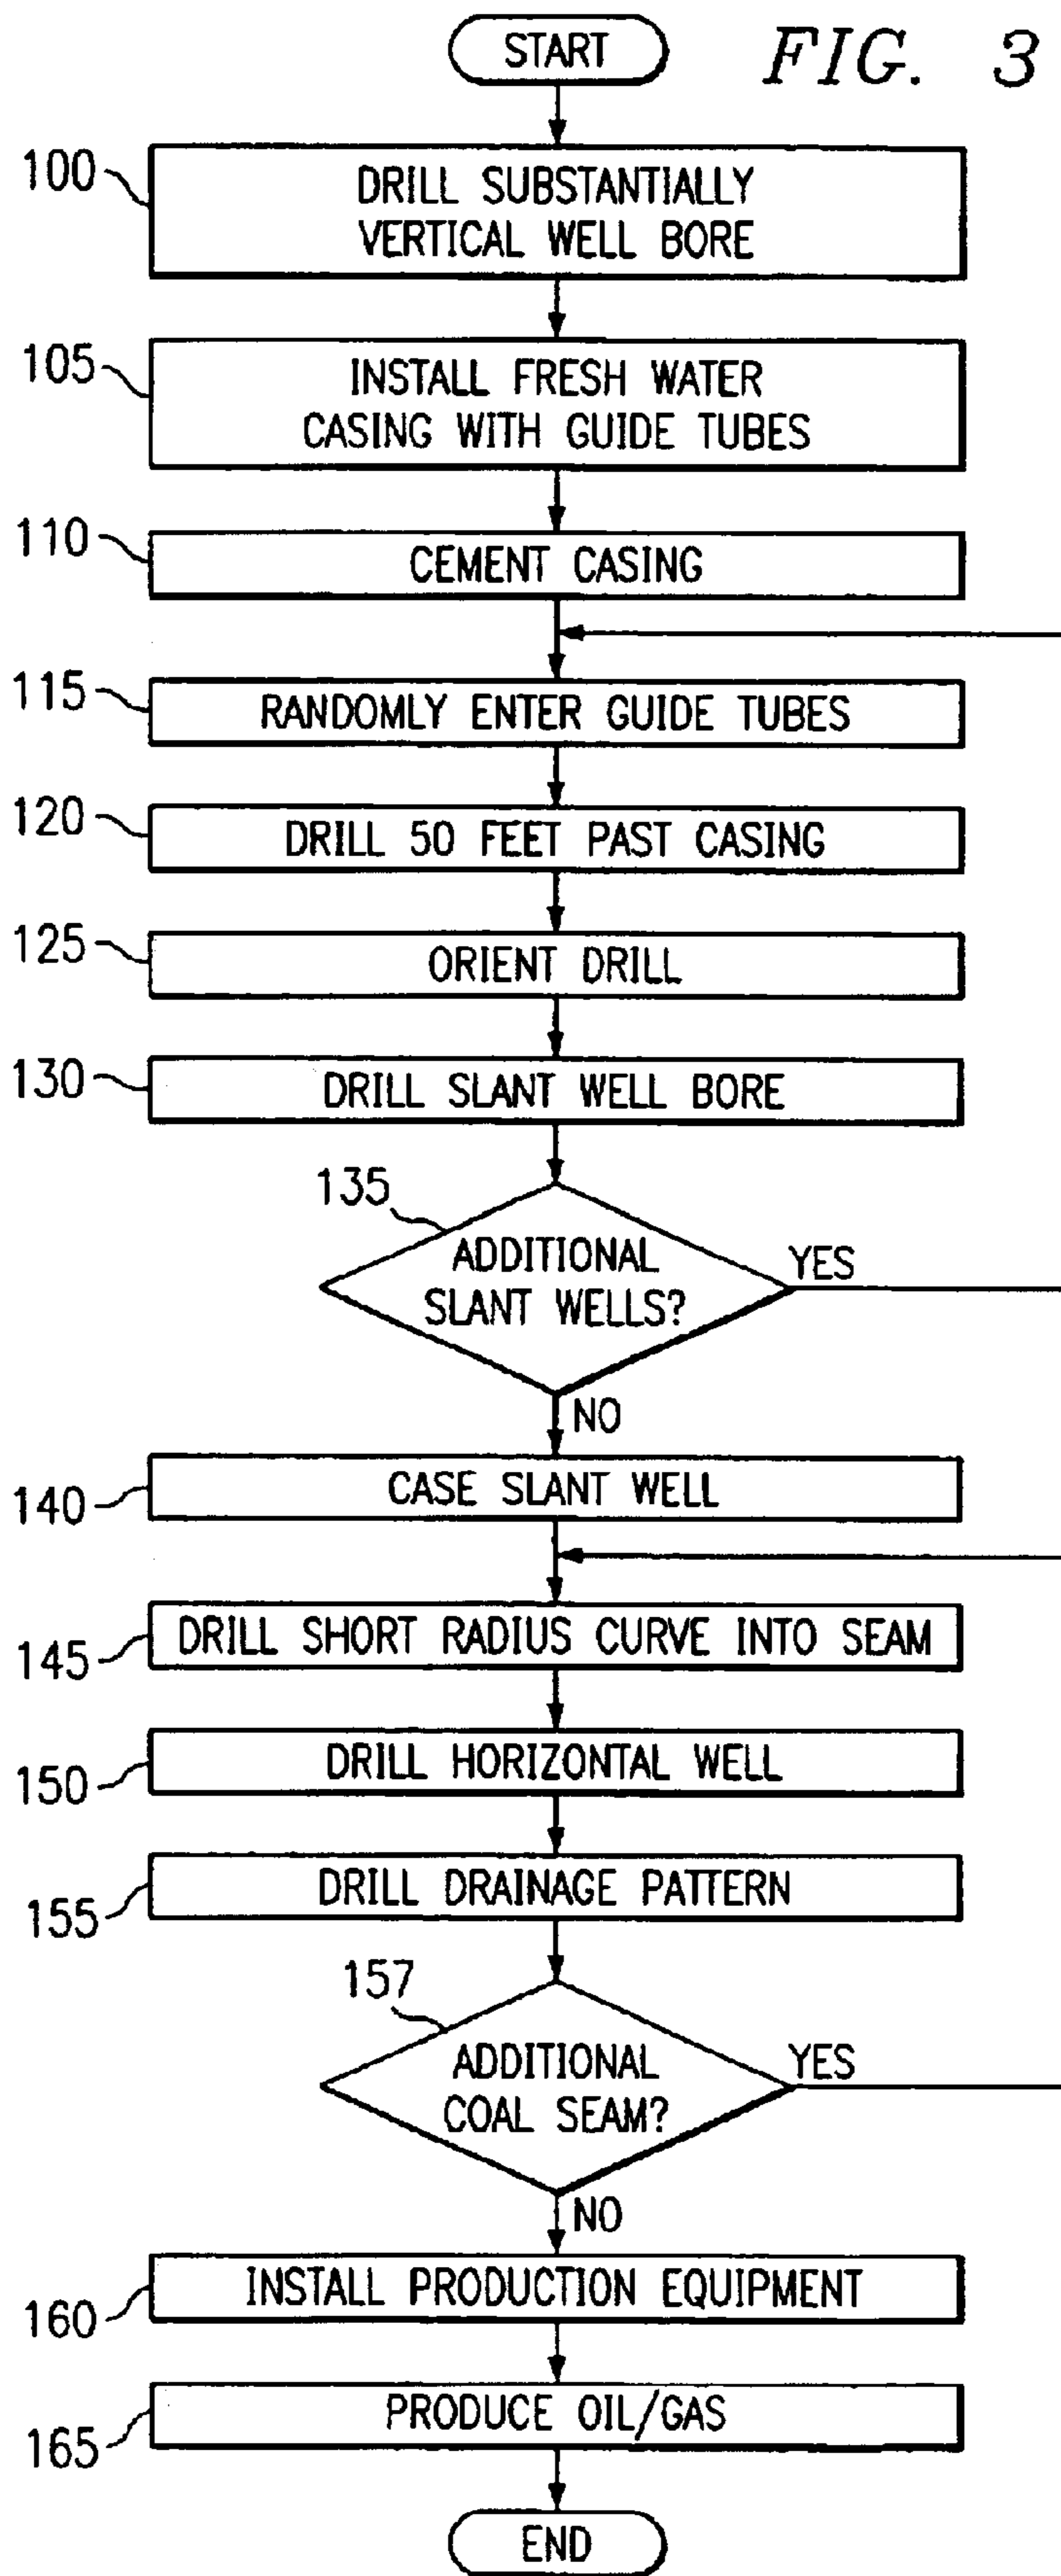 START
FIG. 3
100
DRILL SUBSTANTIALLY
VERTICAL WELL BORE
105
INSTALL FRESH WATER
CASING WITH GUIDE TUBES
110
CEMENT CASING
115
RANDOMLY ENTER GUIDE TUBES
120
DRILL 50 FEET PAST CASING
125
ORIENT DRILL
130
DRILL SLANT WELL BORE
135
ADDITIONAL
SLANT WELLS?
YES
NO
140
CASE SLANT WELL
145
DRILL SHORT RADIUS CURVE INTO SEAM
150
DRILL HORIZONTAL WELL
155
DRILL DRAINAGE PATTERN
157
ADDITIONAL
COAL SEAM?
YES
NO
160
INSTALL PRODUCTION EQUIPMENT
165
PRODUCE OIL/GAS
END